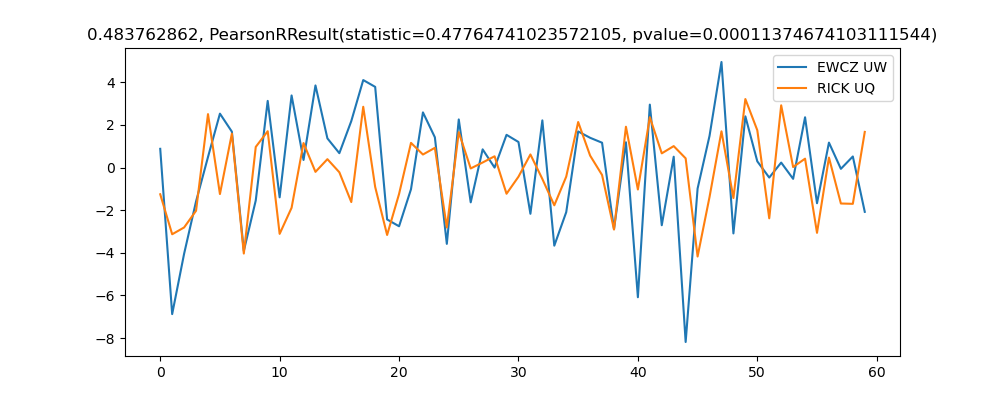 0.483762862, PearsonRResult(statistic=0.47764741023572105, pvalue=0.00011374674103111544)
EWCZ UW
RICK UQ
4
2
0
−2
−4
−6
−8
0 10 20 30 40 50 60